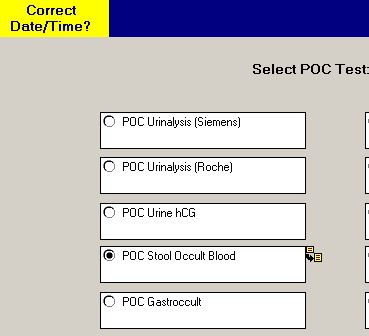 Correct
Date/Time?
Select POC Test:
POC Urinalysis (Siemens)
POC Urinalysis (Roche)
POC Urine hCG
POC Stool Occult Blood
POC Gastroccult